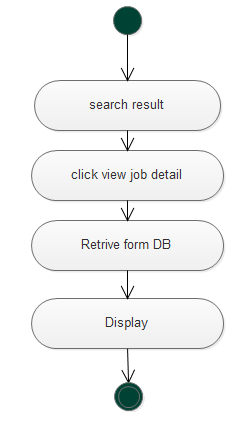 search result
click view job detail
Retrive form DB
Display